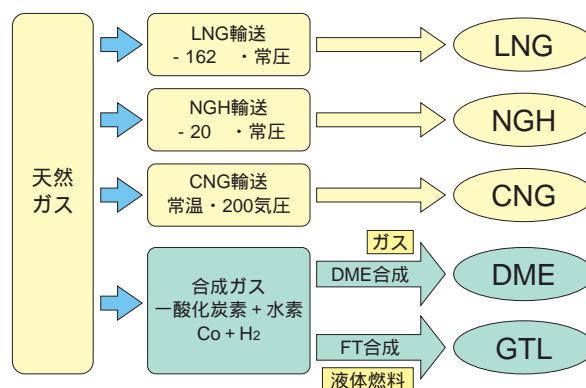 天然
ガス
LNG輸送
- 162 ・常圧
LNG
NGH輸送
- 20 ・常圧
NGH
CNG輸送
常温・200気圧
CNG
合成ガス
一酸化炭素 + 水素
Co + H2
ガス
DME合成
DME
FT合成
液体燃料
GTL